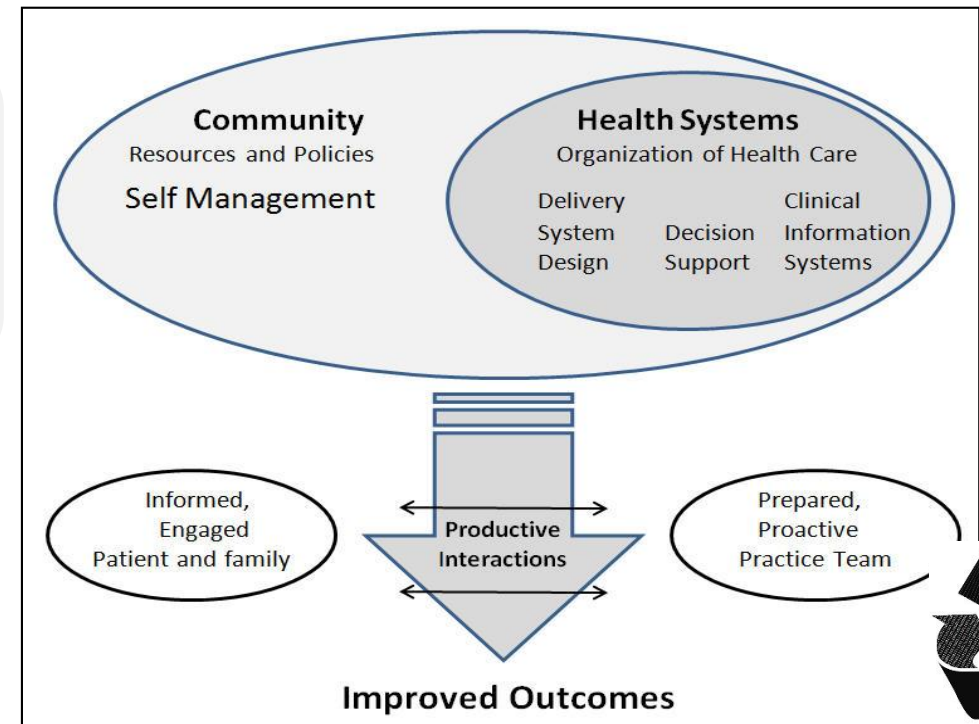 Community
Resources and Policies
Self Management
Health Systems
Organization of Health Care
Delivery
System
Design
Decision
Support
Clinical
Information
Systems
Informed,
Engaged
Patient and family
Productive
Interactions
Prepared,
Proactive
Practice Team
Improved Outcomes